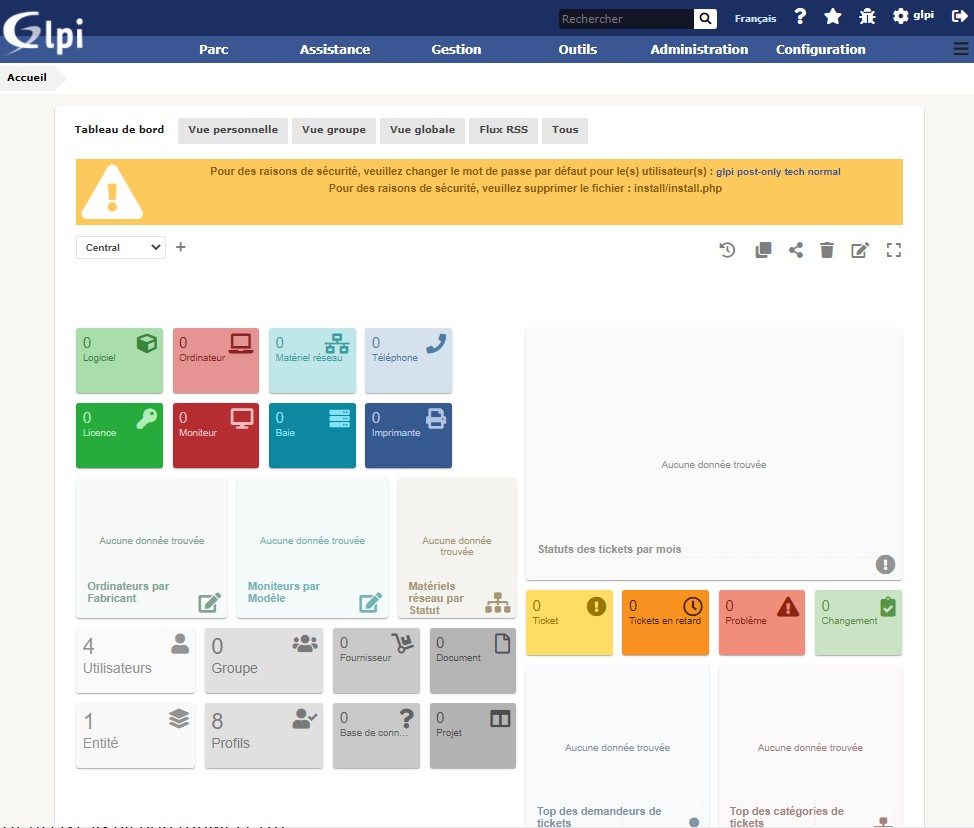 Glpi
Rechercher
Français
glpi
Parc
Assistance
Gestion
Outils
Administration
Configuration
Accueil
Tableau de bord
Vue personnelle
Vue groupe
Vue globale
Flux RSS
Tous
Pour des raisons de sécurité, veuillez changer le mot de passe par défaut pour le(s) utilisateur(s) : glpi post-only tech normal
Pour des raisons de sécurité, veuillez supprimer le fichier : install/install.php
Central
0
Logiciel
0
Ordinateur
0
Matériel réseau
0
Téléphone
0
Licence
0
Moniteur
0
Baie
0
Imprimante
Aucune donnée trouvée
Statuts des tickets par mois
Aucune donnée trouvée
Ordinateurs par
Fabricant
Aucune donnée trouvée
Moniteurs par
Modèle
Aucune donnée
trouvée
Matériels
réseau par
Statut
0
Ticket
0
Tickets en retard
0
Problème
0
Changement
4
Utilisateurs
0
Groupe
0
Fournisseur
0
Document
1
Entité
8
Profils
0
Base de conn...
0
Projet
Aucune donnée trouvée
Top des demandeurs de
tickets
Aucune donnée trouvée
Top des catégories de
tickets